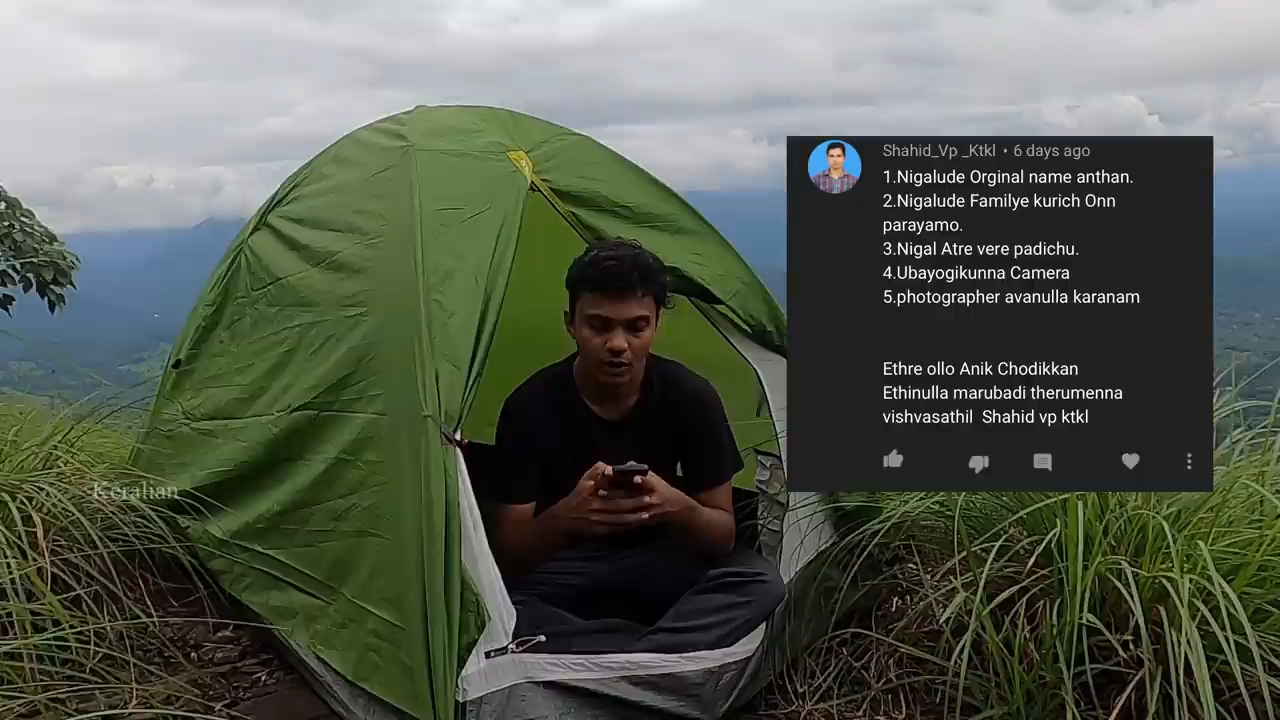 Shahid_Vp _Ktkl • 6 days ago
1.Nigalude Orginal name anthan.
2.Nigalude Familye kurich Onn
parayamo.
3.Nigal Atre vere padichu.
4.Ubayogikunna Camera
5.photographer avanulla karanam
Ethre ollo Anik Chodikkan
Ethinulla marubadi therumenna
vishvasathil  Shahid vp ktkl
Keralian